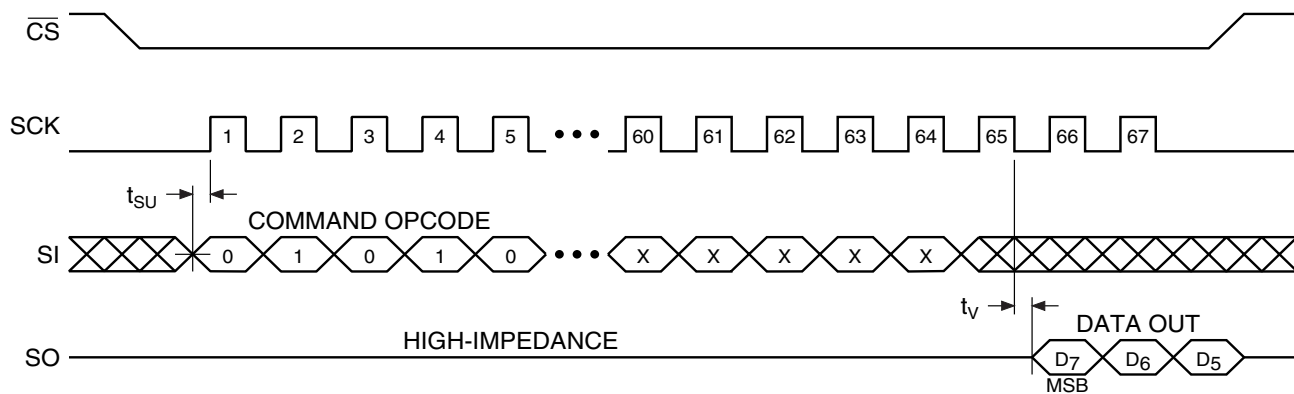 CS
SCK 1 2 3 4 5 ••• 60 61 62 63 64 65 66 67
tSU
COMMAND OPCODE
SI 0 1 0 1 0 ••• X X X X X
tV
HIGH-IMPEDANCE
DATA OUT
SO D7 D6 D5
MSB